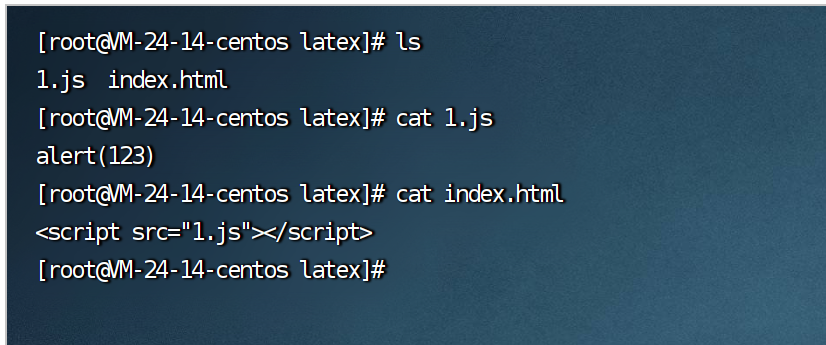 [root@VM-24-14-centos latex]# ls
1.js  index.html
[root@VM-24-14-centos latex]# cat 1.js
alert(123)
[root@VM-24-14-centos latex]# cat index.html
<script src="1.js"></script>
[root@VM-24-14-centos latex]#